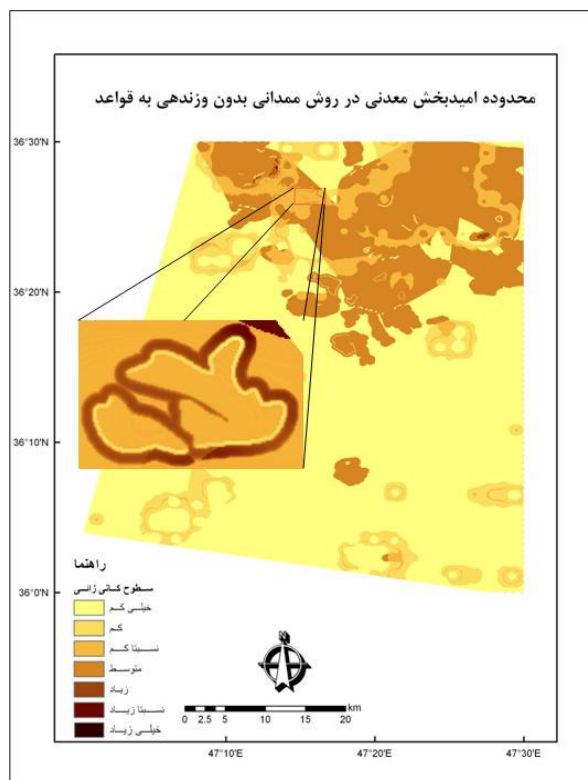 محدوده امیدبخش معدنی در روش ممدانی بدون وزندهی به قواعد
36°30'N
36°20'N
36°10'N
36°0'N
راهنما
سطوح کانی زائی
خیلی کم
کم
نسبتا کم
متوسط
زیاد
نسبتا زیاد
خیلی زیاد
N
km
0 2.5 5 10 15 20
47°10'E 47°20'E 47°30'E